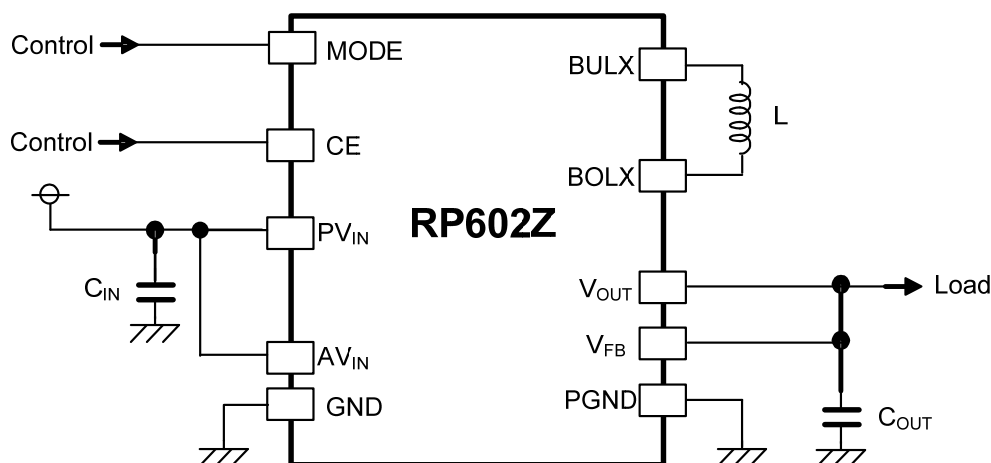 Control
MODE
Control
CE
PVIN
CIN
AVIN
GND
RP602Z
BULX
L
BOLX
VOUT
Load
VFB
PGND
COUT